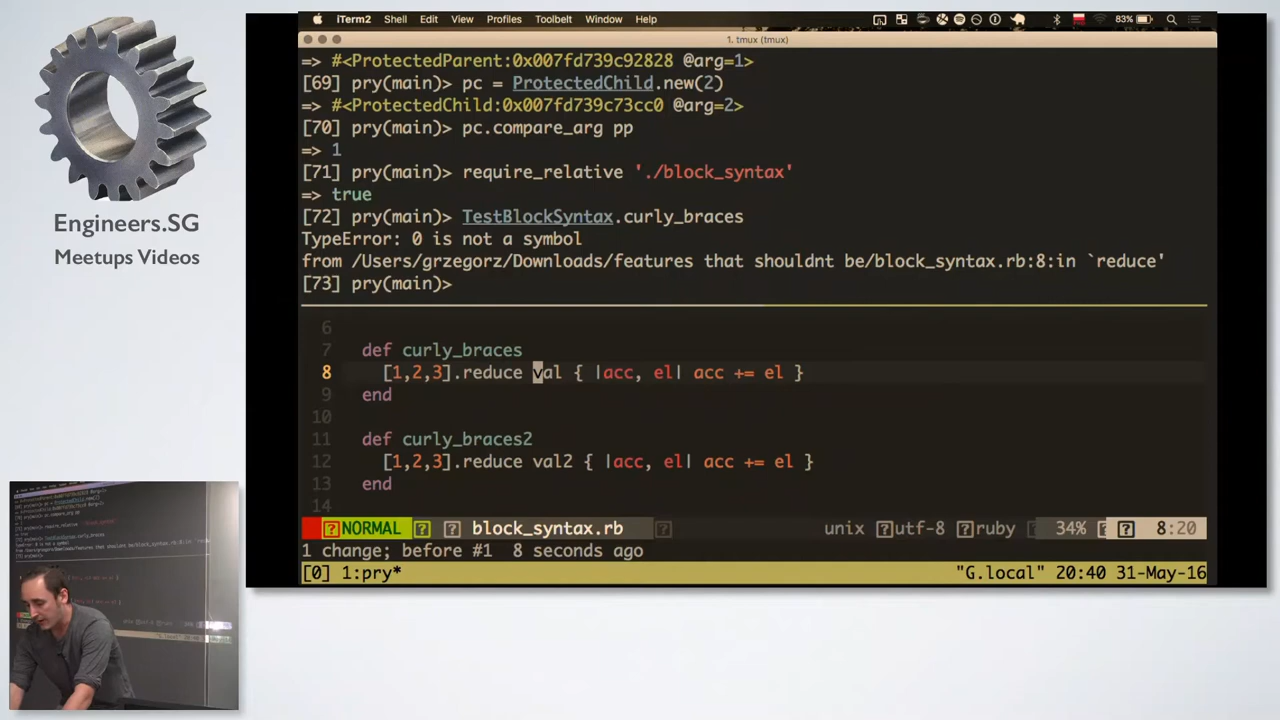 iTerm2 Shell Edit View Profiles Toolbelt Window Help 83%
1. tmux (tmux)
=> #<ProtectedParent:0x007fd739c92828 @arg=1>
[69] pry(main)> pc = ProtectedChild.new(2)
=> #<ProtectedChild:0x007fd739c73cc0 @arg=2>
[70] pry(main)> pc.compare_arg pp
=> 1
[71] pry(main)> require_relative './block_syntax'
=> true
[72] pry(main)> TestBlockSyntax.curly_braces
TypeError: 0 is not a symbol
from /Users/grzegorz/Downloads/features that shouldnt be/block_syntax.rb:8:in `reduce'
[73] pry(main)>
6
7 def curly_braces
8 [1,2,3].reduce val { |acc, el| acc += el }
9 end
10
11 def curly_braces2
12 [1,2,3].reduce val2 { |acc, el| acc += el }
13 end
14
NORMAL block_syntax.rb unix utf-8 ruby 34% 8:20
1 change; before #1 8 seconds ago
[0] 1:pry* "G.local" 20:40 31-May-16
Engineers.SG
Meetups Videos